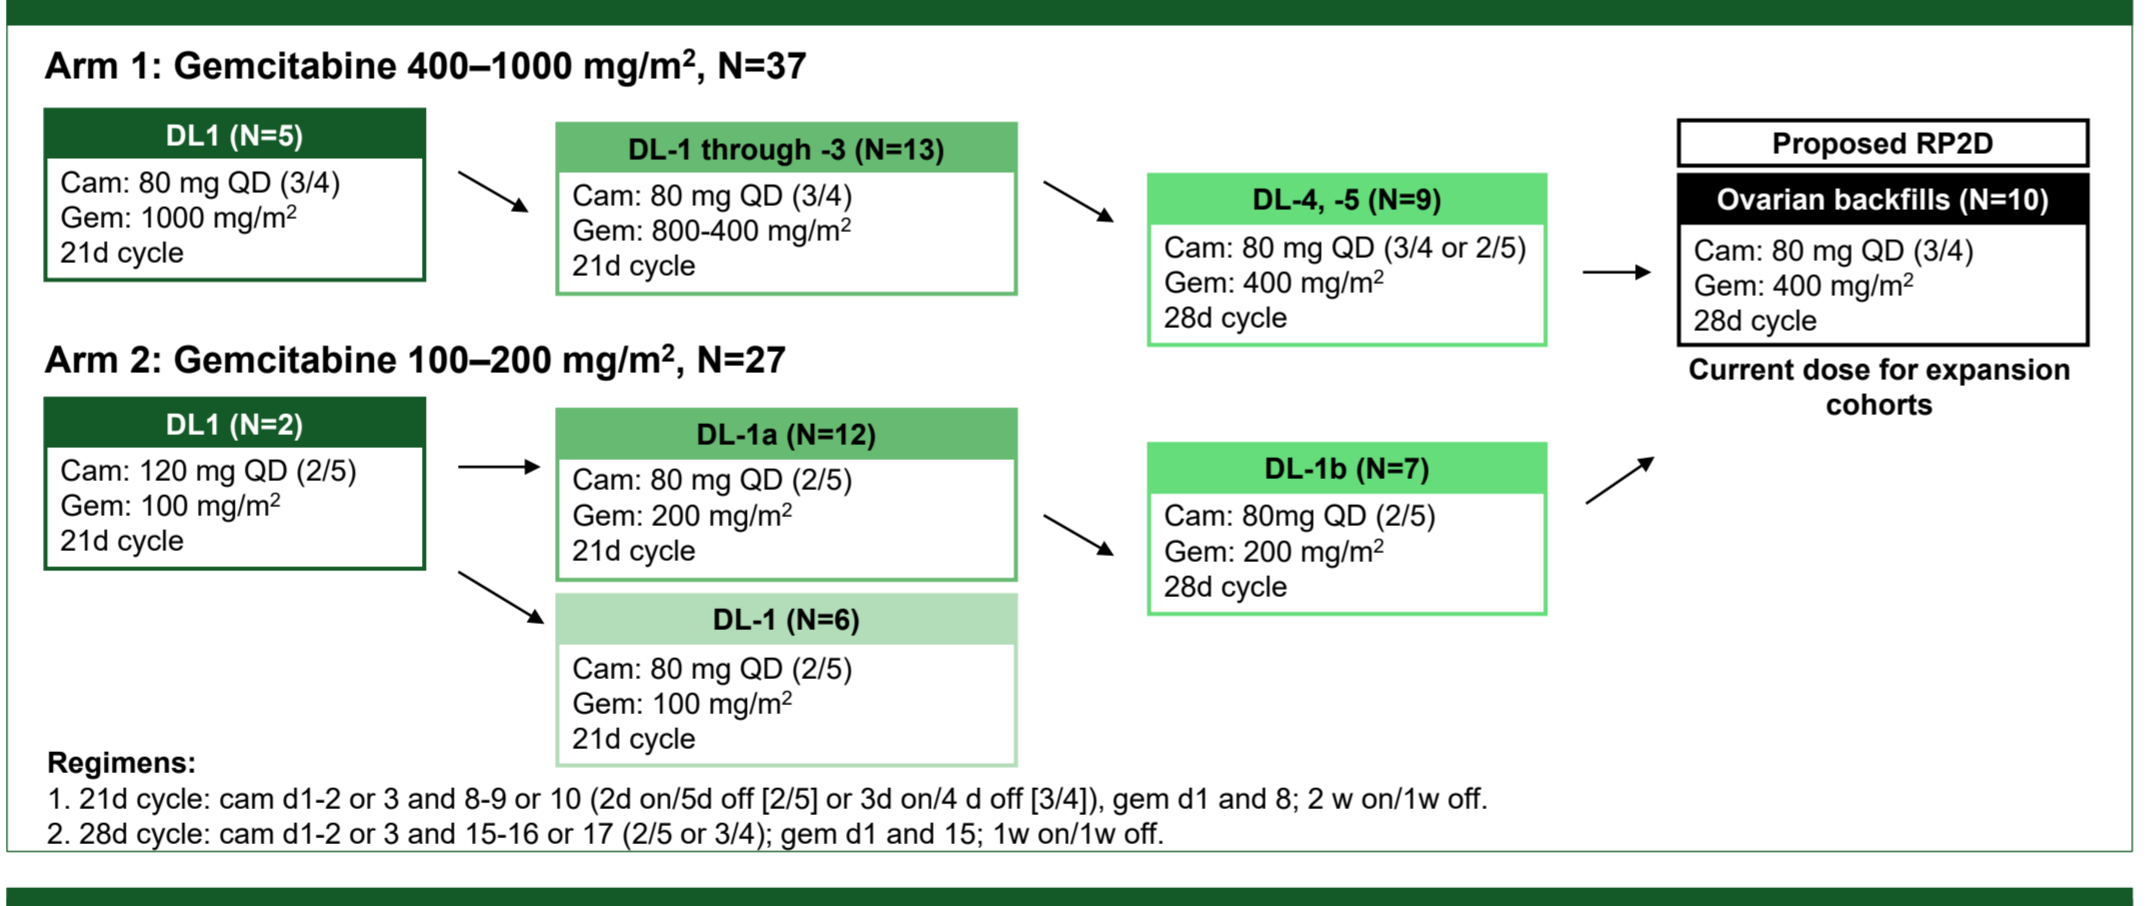 Arm 1: Gemcitabine 400–1000 mg/m², N=37
DL1 (N=5)
Cam: 80 mg QD (3/4)
Gem: 1000 mg/m²
21d cycle
DL-1 through -3 (N=13)
Cam: 80 mg QD (3/4)
Gem: 800-400 mg/m²
21d cycle
DL-4, -5 (N=9)
Cam: 80 mg QD (3/4 or 2/5)
Gem: 400 mg/m²
28d cycle
Proposed RP2D
Ovarian backfills (N=10)
Cam: 80 mg QD (3/4)
Gem: 400 mg/m²
28d cycle
Current dose for expansion
cohorts
Arm 2: Gemcitabine 100–200 mg/m², N=27
DL1 (N=2)
Cam: 120 mg QD (2/5)
Gem: 100 mg/m²
21d cycle
DL-1a (N=12)
Cam: 80 mg QD (2/5)
Gem: 200 mg/m²
21d cycle
DL-1 (N=6)
Cam: 80 mg QD (2/5)
Gem: 100 mg/m²
21d cycle
DL-1b (N=7)
Cam: 80mg QD (2/5)
Gem: 200 mg/m²
28d cycle
Regimens:
1. 21d cycle: cam d1-2 or 3 and 8-9 or 10 (2d on/5d off [2/5] or 3d on/4 d off [3/4]), gem d1 and 8; 2 w on/1w off.
2. 28d cycle: cam d1-2 or 3 and 15-16 or 17 (2/5 or 3/4); gem d1 and 15; 1w on/1w off.